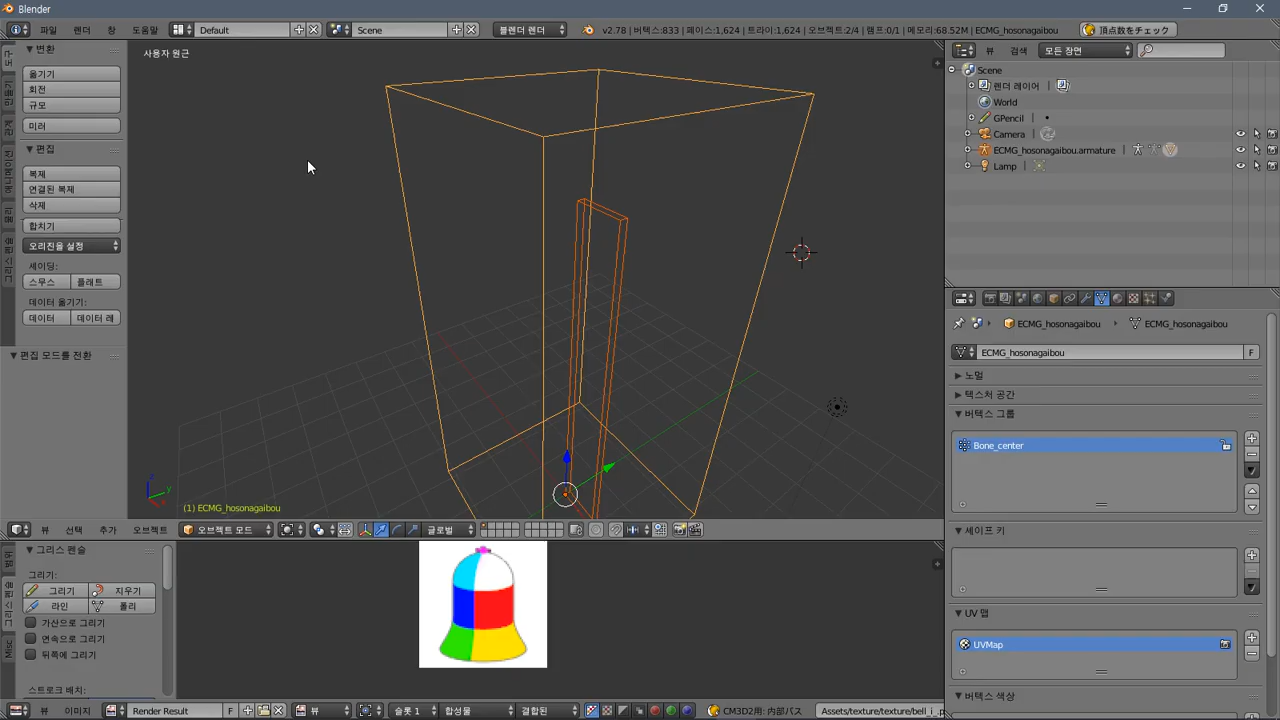 Blender
파일
렌더
창
도움말
Default
Scene
블렌더 렌더
v2.78 | 버텍스:833 | 페이스:1,624 | 트라이:1,624 | 오브젝트:2/4 | 램프:0/1 | 메모리:68.52M | ECMG_hosonagaibou
頂点数をチェック
변환
옮기기
회전
규모
미러
편집
복제
연결된 복제
삭제
합치기
오리진을 설정
셰이딩:
스무스
플래트
데이터 옮기기:
데이터
데이터 레
편집 모드를 전환
사용자 원근
(1) ECMG_hosonagaibou
뷰
선택
추가
오브젝트
오브젝트 모드
글로벌
뷰
검색
모든 장면
Scene
렌더 레이어
World
GPencil
Camera
ECMG_hosonagaibou.armature
Lamp
ECMG_hosonagaibou
ECMG_hosonagaibou
ECMG_hosonagaibou
F
노멀
텍스처 공간
버텍스 그룹
Bone_center
셰이프 키
UV 맵
UVMap
버텍스 색상
그리스 펜슬
그리기:
그리기
지우기
라인
폴리
가산으로 그리기
연속으로 그리기
뒤쪽에 그리기
스트로크 배치:
Misc
뷰
이미지
Render Result
F
뷰
슬롯 1
합성물
결합된
CM3D2用: 内部パス
Assets/texture/texture/bell_i_p